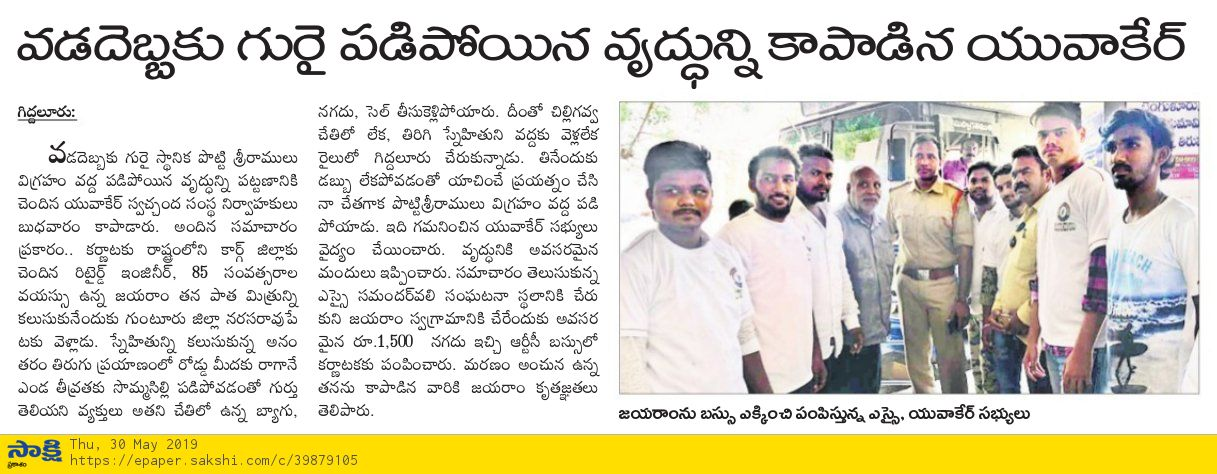 వడదెబ్బకు గురై పడిపోయిన వృద్ధున్ని కాపాడిన యువాకేర్
గిద్దలూరు:
వడదెబ్బకు గురై స్థానిక పొట్టి శ్రీరాములు
విగ్రహం వద్ద పడిపోయిన వృద్ధున్ని పట్టణానికి
చెందిన యువాకేర్ స్వచ్ఛంద సంస్థ నిర్వాహకులు
బుధవారం కాపాడారు. అందిన సమాచారం
ప్రకారం.. కర్ణాటకు రాష్ట్రంలోని కార్గ్ జిల్లాకు
చెందిన రిటైర్డ్ ఇంజినీర్, 85 సంవత్సరాల
వయస్సు ఉన్న జయరాం తన పాత మిత్రున్ని
కలుసుకునేందుకు గుంటూరు జిల్లా నరసరావుపే
టకు వెళ్లాడు. స్నేహితున్ని కలుసుకున్న అనం
తరం తిరుగు ప్రయాణంలో రోడ్డు మీదకు రాగానే
ఎండ తీవ్రతకు సొమ్మసిల్లి పడిపోవడంతో గుర్తు
తెలియని వ్యక్తులు అతని చేతిలో ఉన్న బ్యాగు,
నగదు, సెల్ తీసుకెళ్లిపోయారు. దీంతో చిల్లిగవ్వ
చేతిలో లేక, తిరిగి స్నేహితుని వద్దకు వెళ్లలేక
రైలులో గిద్దలూరు చేరుకున్నాడు. తినేందుకు
డబ్బు లేకపోవడంతో యాచించే ప్రయత్నం చేసి
నా చేతగాక పొట్టిశ్రీరాములు విగ్రహం వద్ద పడి
పోయాడు. ఇది గమనించిన యువాకేర్ సభ్యులు
వైద్యం చేయించారు. వృద్ధునికి అవసరమైన
మందులు ఇప్పించారు. సమాచారం తెలుసుకున్న
ఎస్సై సమందర్‌వలి సంఘటనా స్థలానికి చేరు
కుని జయరాం స్వగ్రామానికి చేరేందుకు అవసర
మైన రూ.1,500 నగదు ఇచ్చి ఆర్టీసీ బస్సులో
కర్ణాటకకు పంపించారు. మరణం అంచున ఉన్న
తనను కాపాడిన వారికి జయరాం కృతజ్ఞతలు
తెలిపారు.
జయరాంను బస్సు ఎక్కించి పంపిస్తున్న ఎస్సై, యువాకేర్ సభ్యులు
సాక్షి
ప్రకాశం
Thu, 30 May 2019
https://epaper.sakshi.com/c/39879105